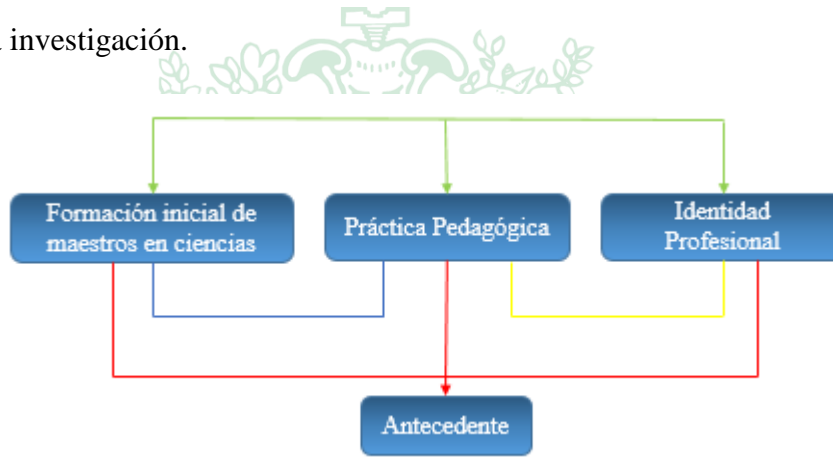 investigación.
Formación inicial de
maestros en ciencias
Práctica Pedagógica
Identidad
Profesional
Antecedente